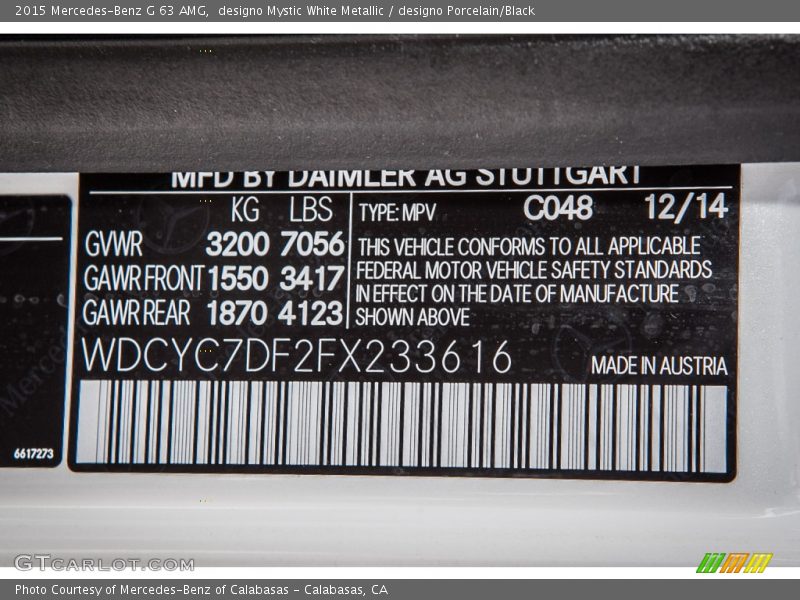 2015 Mercedes-Benz G 63 AMG,  designo Mystic White Metallic / designo Porcelain/Black
MFD BY DAIMLER AG STUTTGART
KG LBS
GVWR 3200 7056
GAWR FRONT 1550 3417
GAWR REAR 1870 4123
TYPE: MPV C048 12/14
THIS VEHICLE CONFORMS TO ALL APPLICABLE
FEDERAL MOTOR VEHICLE SAFETY STANDARDS
IN EFFECT ON THE DATE OF MANUFACTURE
SHOWN ABOVE
WDCYC7DF2FX233616
MADE IN AUSTRIA
6617273
GTCARLOT.COM
Photo Courtesy of Mercedes-Benz of Calabasas - Calabasas, CA